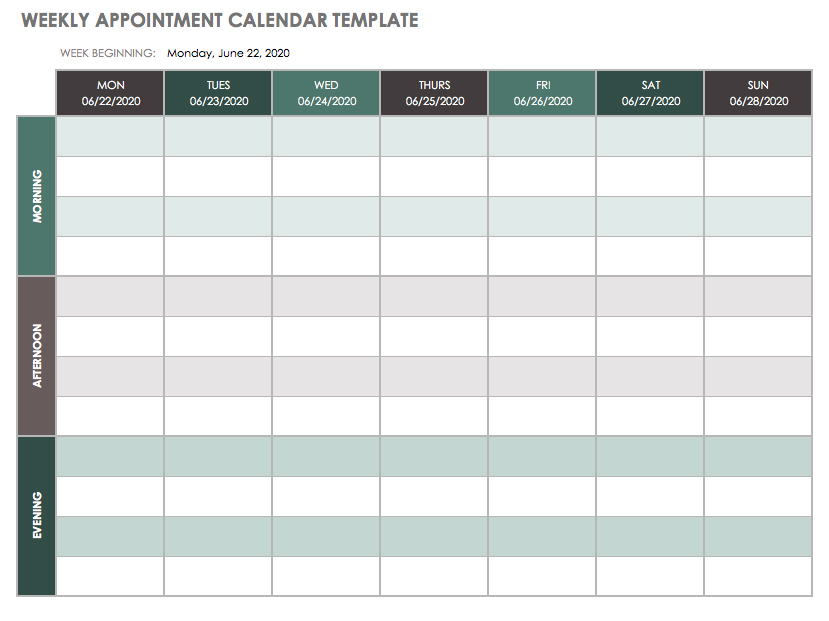 WEEKLY APPOINTMENT CALENDAR TEMPLATE
WEEK BEGINNING: Monday, June 22, 2020
MON TUES WED THURS FRI SAT SUN
06/22/2020 06/23/2020 06/24/2020 06/25/2020 06/26/2020 06/27/2020 06/28/2020
MORNING
AFTERNOON
EVENING